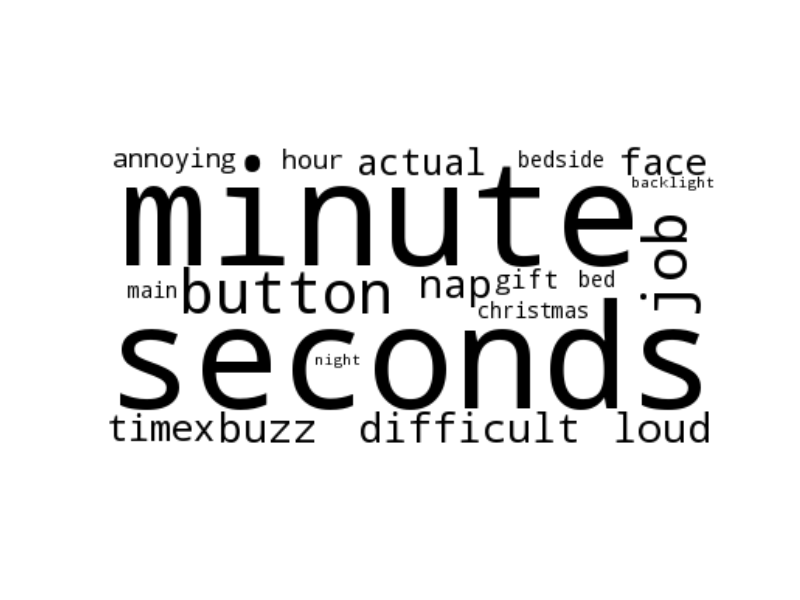 annoying hour actual bedside face
backlight
minute
job
main button nap gift bed
christmas
seconds
night
timex buzz difficult loud